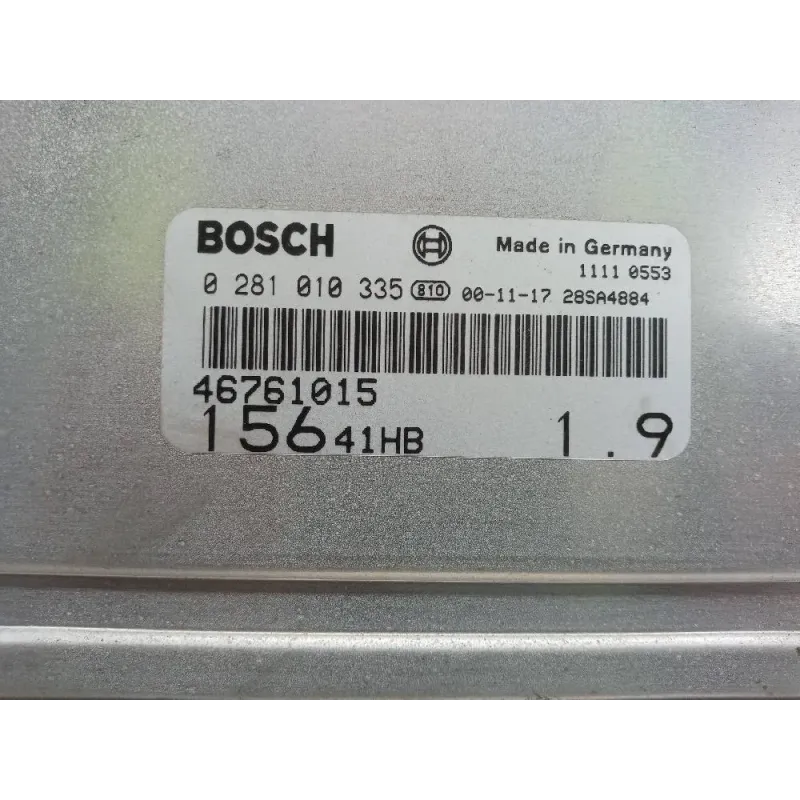 BOSCH Made in Germany
1111 0553
0 281 010 335 810 00-11-17 28SA4884
46761015
156 41HB 1.9